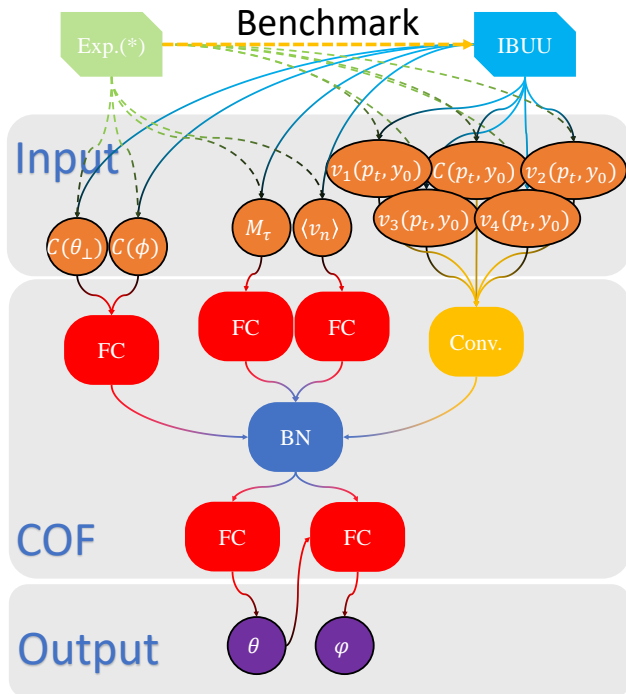 Benchmark
Exp.(*)
IBUU
Input
v₁(pₜ, y₀)
C(pₜ, y₀)
v₂(pₜ, y₀)
v₃(pₜ, y₀)
v₄(pₜ, y₀)
C(θ⊥)
C(ϕ)
M_τ
⟨vₙ⟩
FC
FC
FC
Conv.
BN
FC
FC
COF
Output
θ
φ